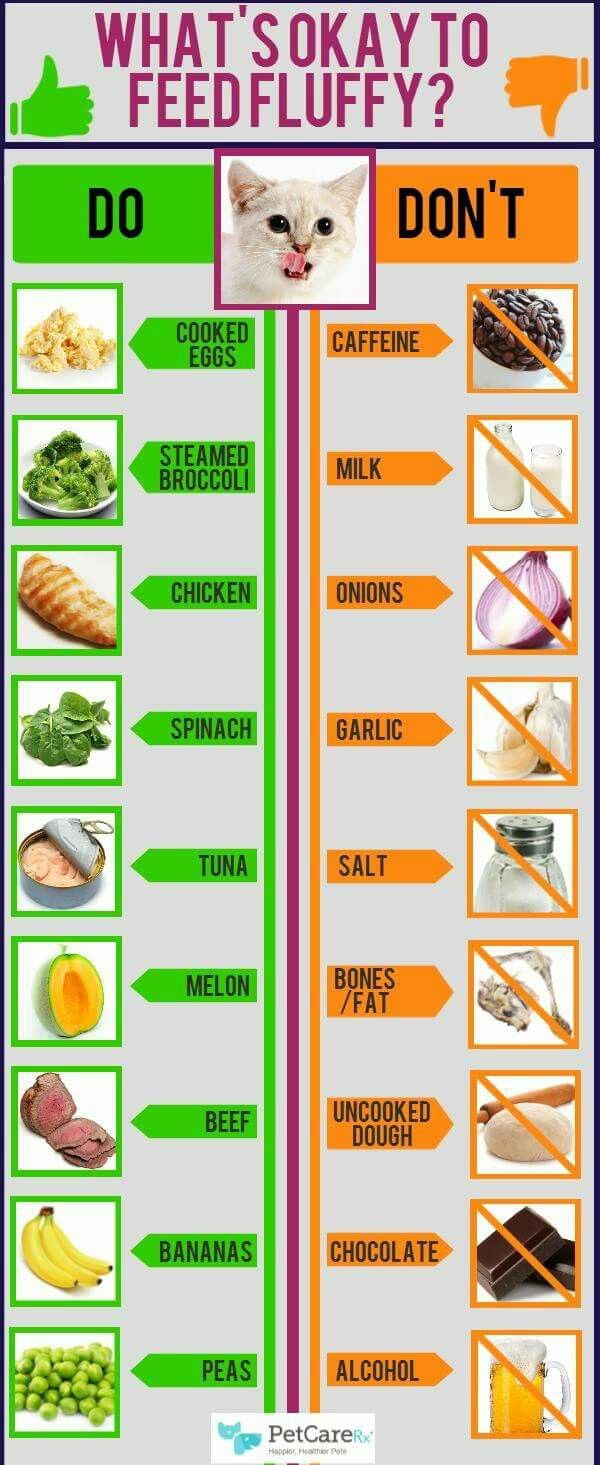 WHAT'S OKAY TO
FEED FLUFFY?
DO
DON'T
COOKED
EGGS
CAFFEINE
STEAMED
BROCCOLI
MILK
CHICKEN
ONIONS
SPINACH
GARLIC
TUNA
SALT
MELON
BONES
/FAT
BEEF
UNCOOKED
DOUGH
BANANAS
CHOCOLATE
PEAS
ALCOHOL
PetCareRx
Happier, Healthier Pets